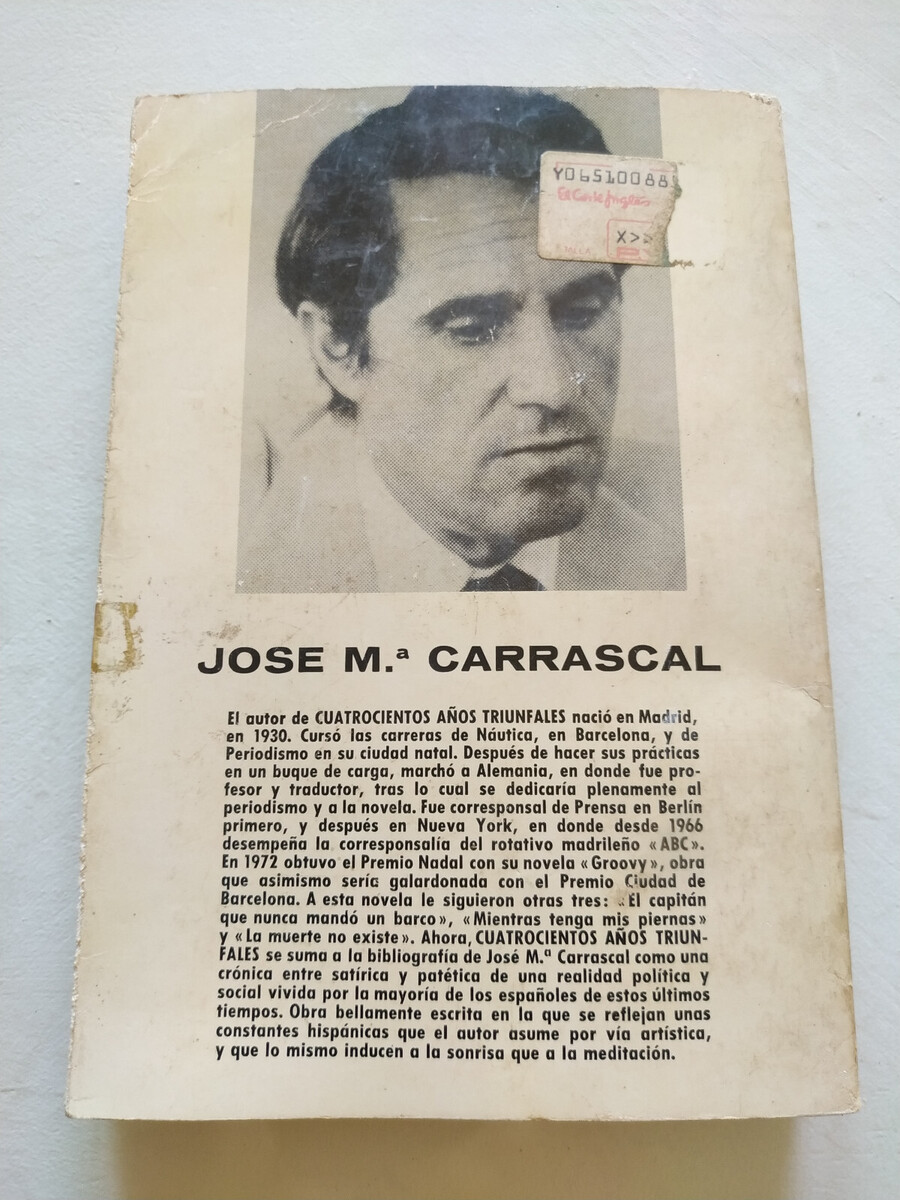 YO6510088
El Corte Inglés
X>>
JOSE M.ª CARRASCAL
El autor de CUATROCIENTOS AÑOS TRIUNFALES nació en Madrid,
en 1930. Cursó las carreras de Náutica, en Barcelona, y de
Periodismo en su ciudad natal. Después de hacer sus prácticas
en un buque de carga, marchó a Alemania, en donde fue pro-
fesor y traductor, tras lo cual se dedicaría plenamente al
periodismo y a la novela. Fue corresponsal de Prensa en Berlín
primero, y después en Nueva York, en donde desde 1966
desempeña la corresponsalía del rotativo madrileño «ABC».
En 1972 obtuvo el Premio Nadal con su novela «Groovy», obra
que asimismo sería galardonada con el Premio Ciudad de
Barcelona. A esta novela le siguieron otras tres: «El capitán
que nunca mandó un barco», «Mientras tenga mis piernas»
y «La muerte no existe». Ahora, CUATROCIENTOS AÑOS TRIUN-
FALES se suma a la bibliografía de José M.ª Carrascal como una
crónica entre satírica y patética de una realidad política y
social vivida por la mayoría de los españoles de estos últimos
tiempos. Obra bellamente escrita en la que se reflejan unas
constantes hispánicas que el autor asume por vía artística,
y que lo mismo inducen a la sonrisa que a la meditación.